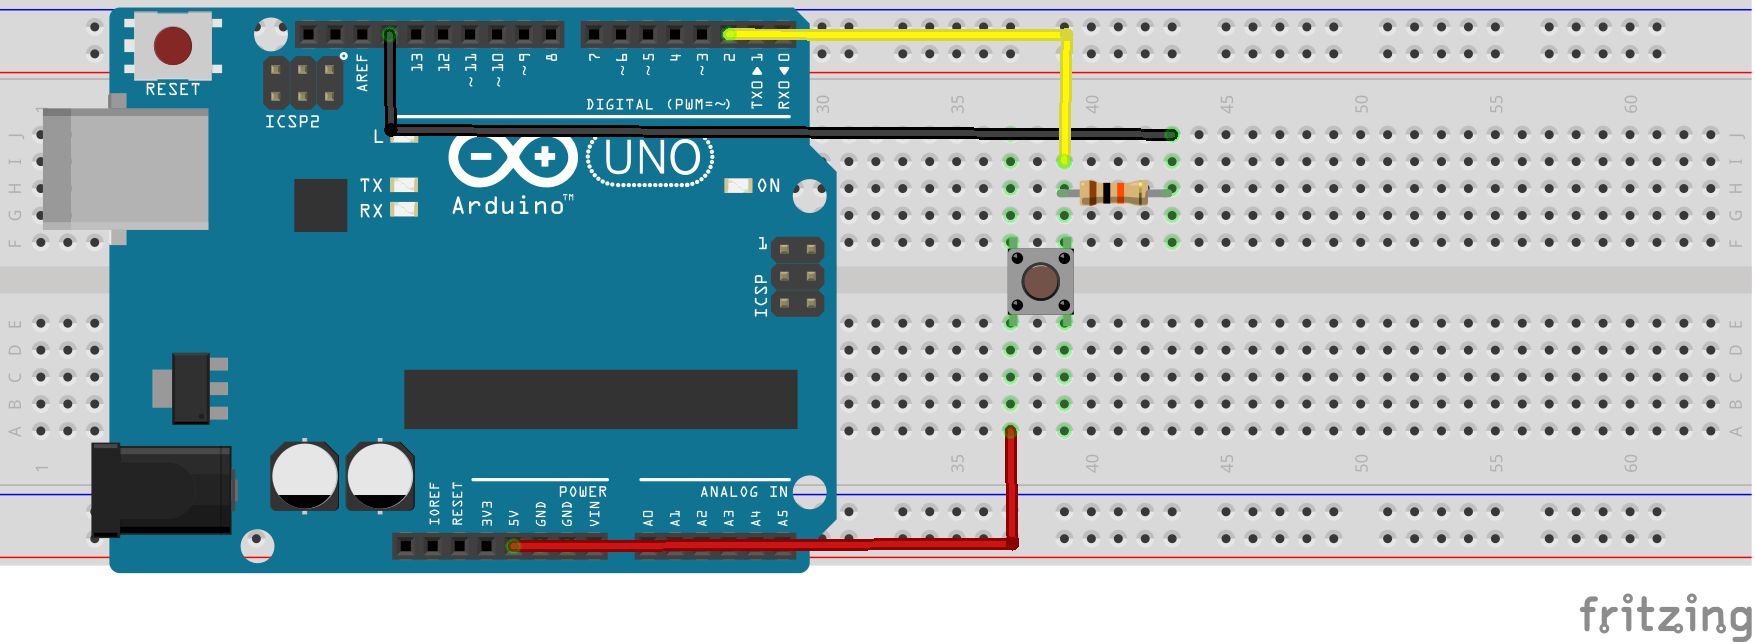 RESET
ICSP2
AREF
13
12
~11
~10
~9
8
7
~6
~5
4
~3
2
TX0▶1
RX0◀0
DIGITAL (PWM=~)
L
TX
RX
UNO
Arduino™
ON
1
ICSP
IOREF
RESET
3V3
5V
GND
GND
VIN
POWER
A0
A1
A2
A3
A4
A5
ANALOG IN
1
30
35
40
45
50
55
60
J
I
H
G
F
E
D
C
B
A
J
I
H
G
F
E
D
C
B
A
1
35
40
45
50
55
60
fritzing